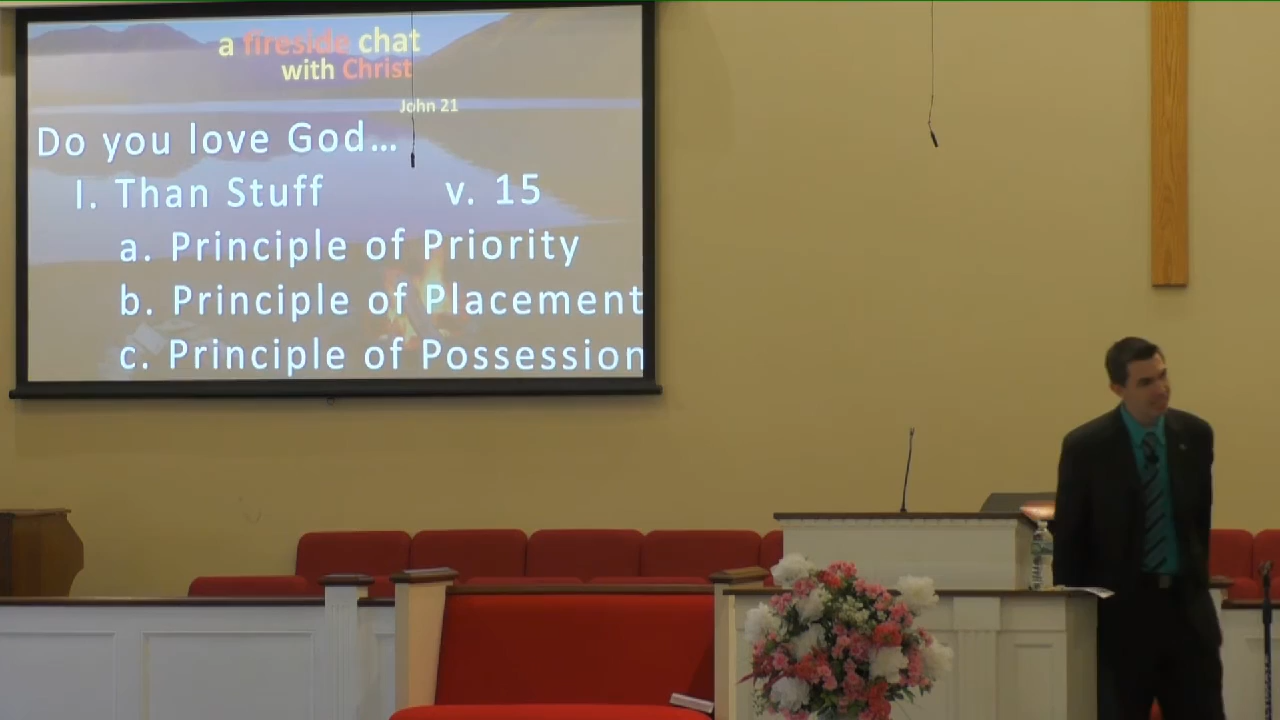 a fireside chat
with Christ
John 21
Do you love God...
I. Than Stuff v. 15
a. Principle of Priority
b. Principle of Placement
c. Principle of Possession